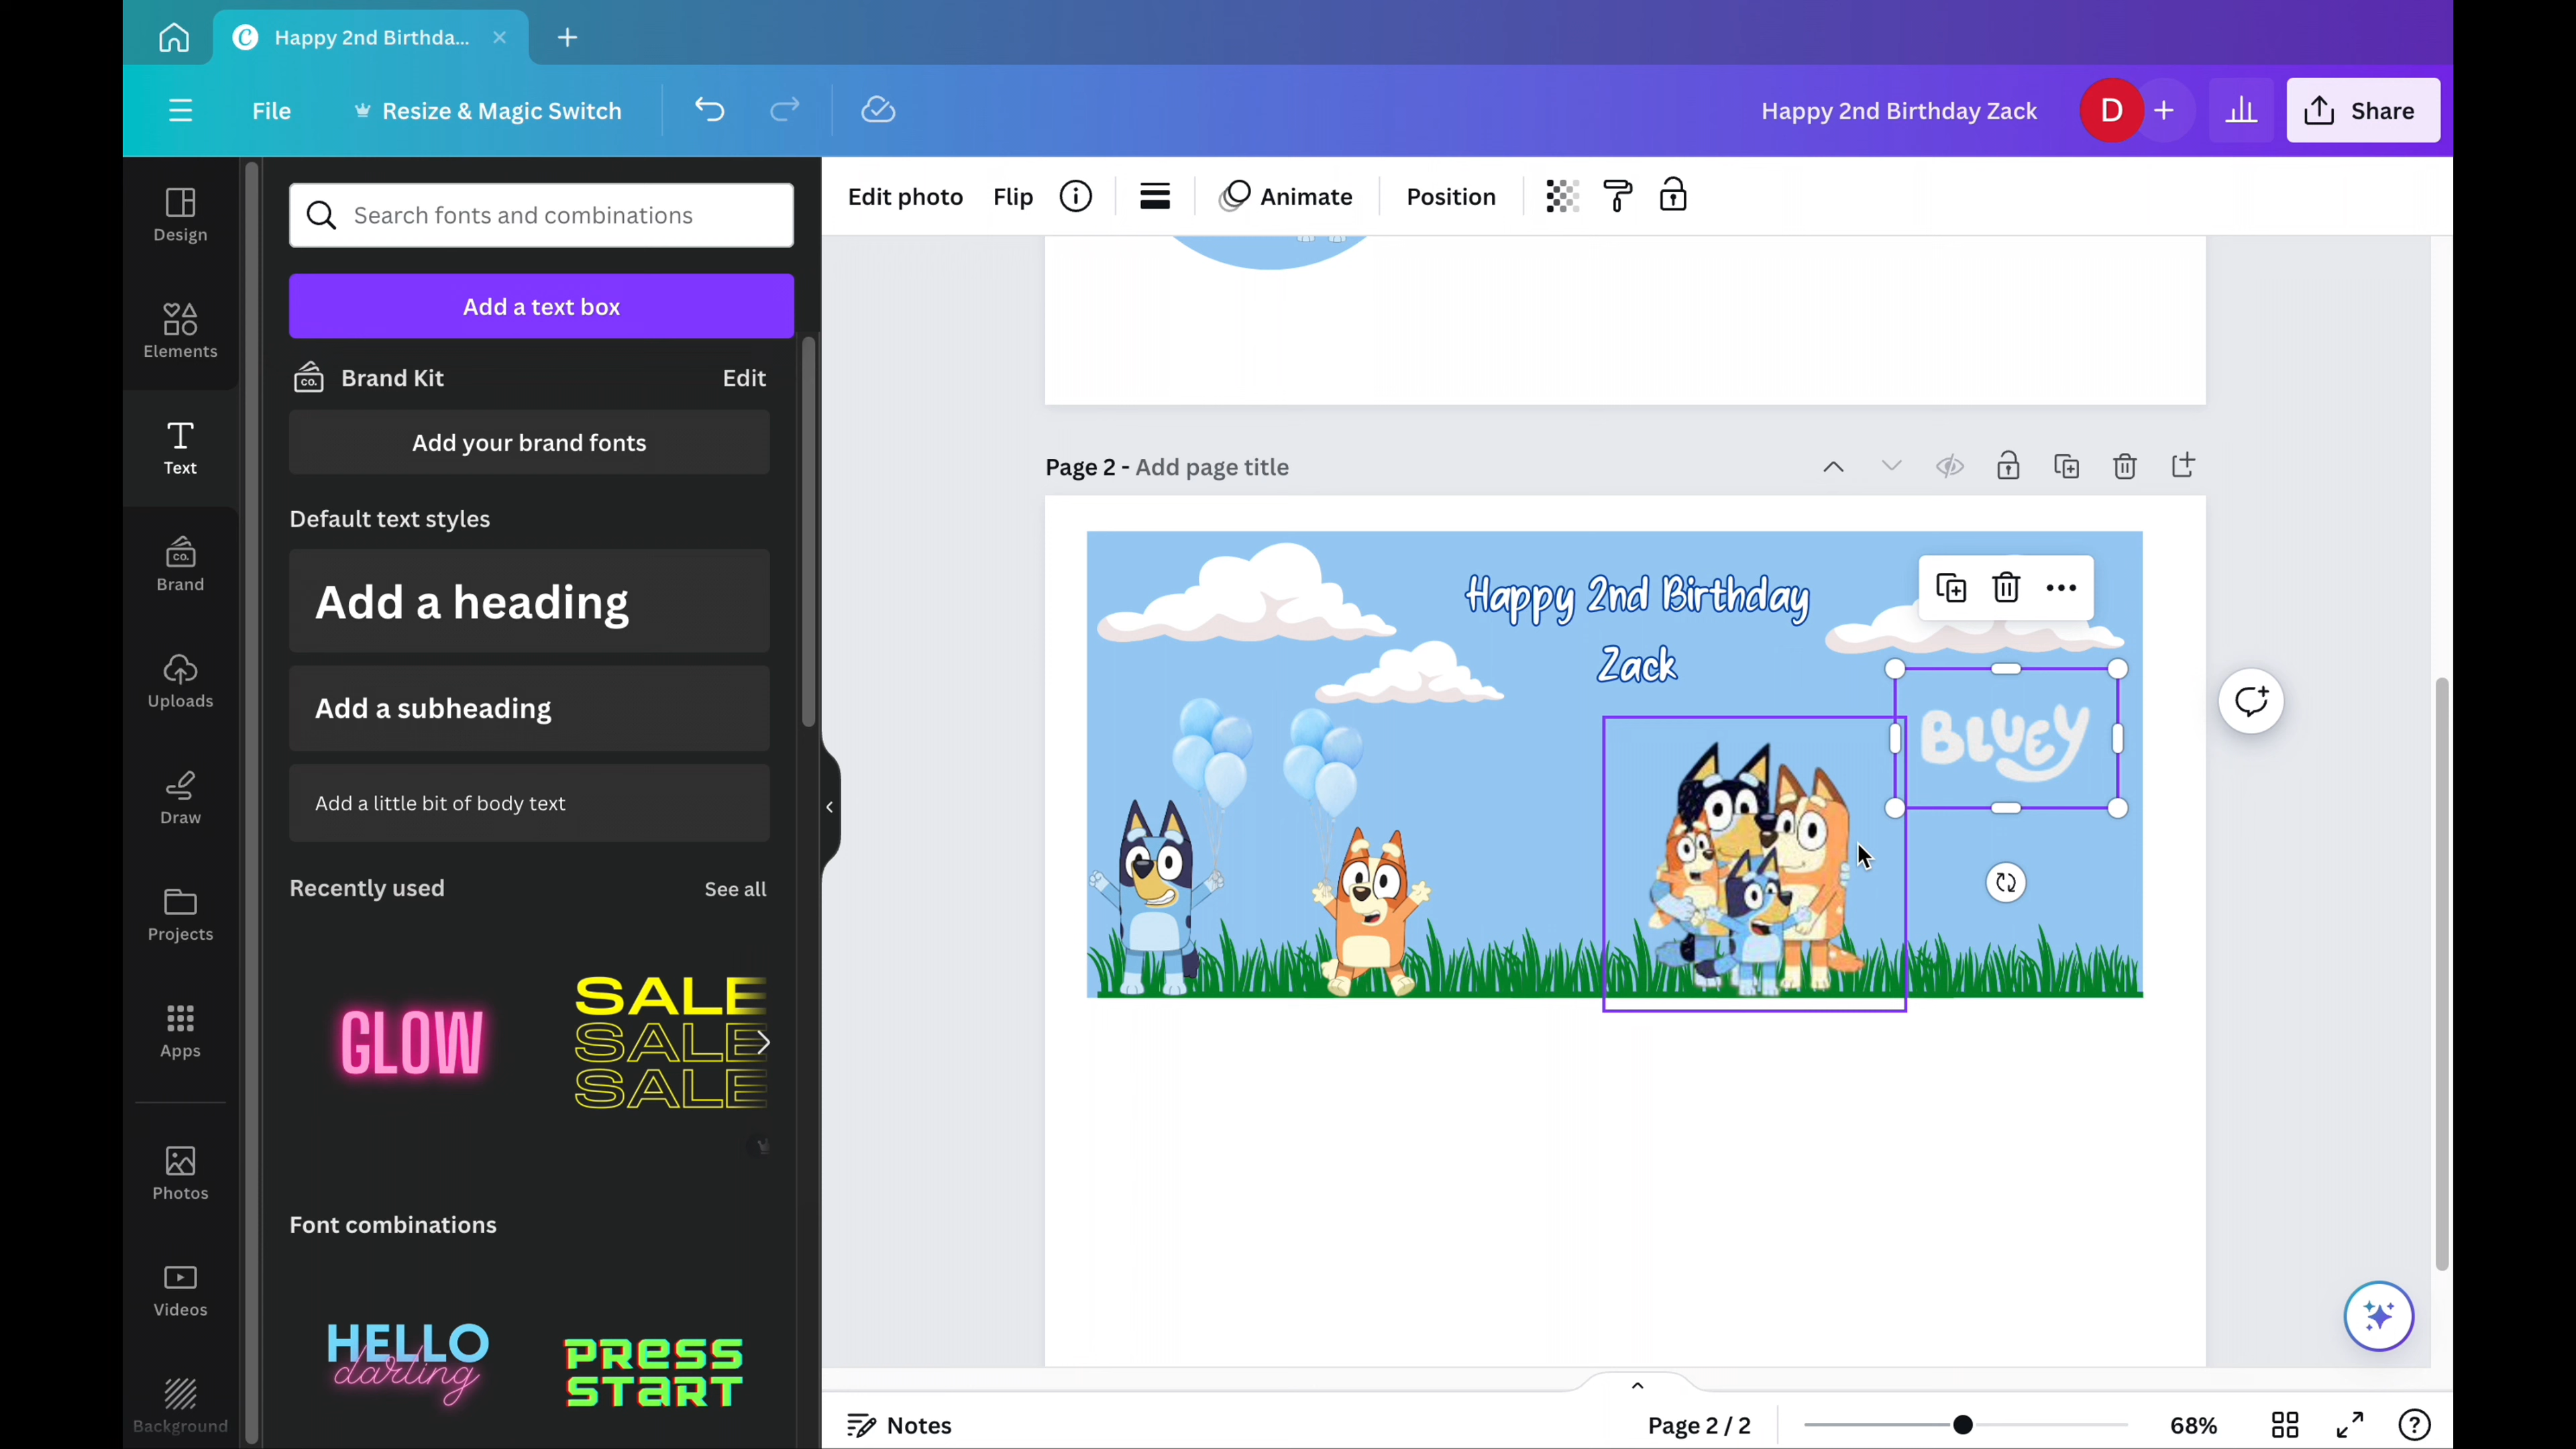 Happy 2nd Birthda...
File
Resize & Magic Switch
Happy 2nd Birthday Zack
D
Share
Design
Elements
Text
Brand
Uploads
Draw
Projects
Apps
Photos
Videos
Background
Search fonts and combinations
Add a text box
CO.
Brand Kit
Edit
Add your brand fonts
Default text styles
Add a heading
Add a subheading
Add a little bit of body text
Recently used
See all
GLOW
SALE
SALE
SALE
Font combinations
HELLO
darling
PRESS
START
Edit photo
Flip
Animate
Position
Page 2 - Add page title
Happy 2nd Birthday
Zack
BLUEY
Notes
Page 2 / 2
68%